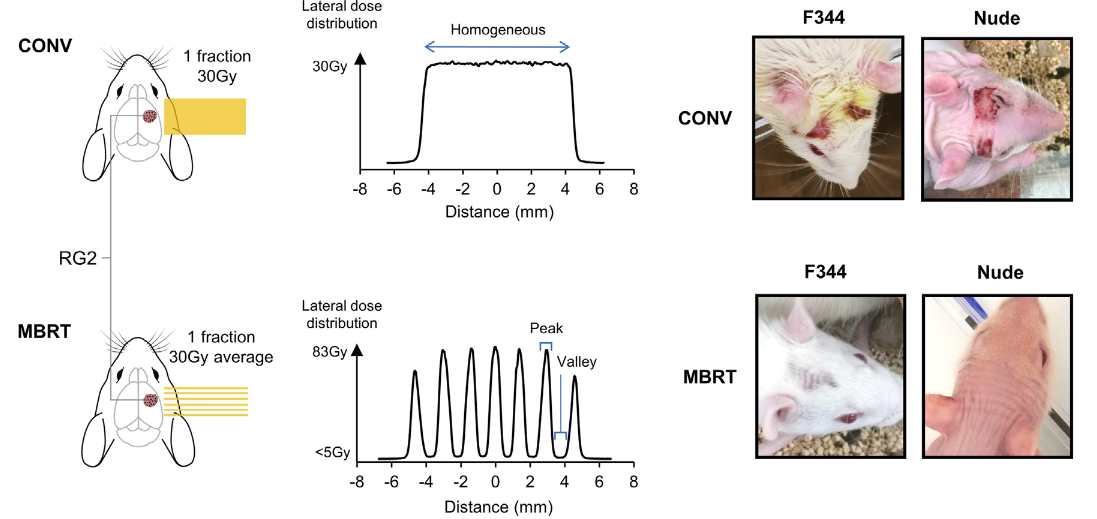 CONV
1 fraction
30Gy
RG2
MBRT
1 fraction
30Gy average
Lateral dose
distribution
Homogeneous
30Gy
-8 -6 -4 -2 0 2 4 6 8
Distance (mm)
Lateral dose
distribution
Peak
Valley
83Gy
<5Gy
-8 -6 -4 -2 0 2 4 6 8
Distance (mm)
F344 Nude
CONV
F344 Nude
MBRT